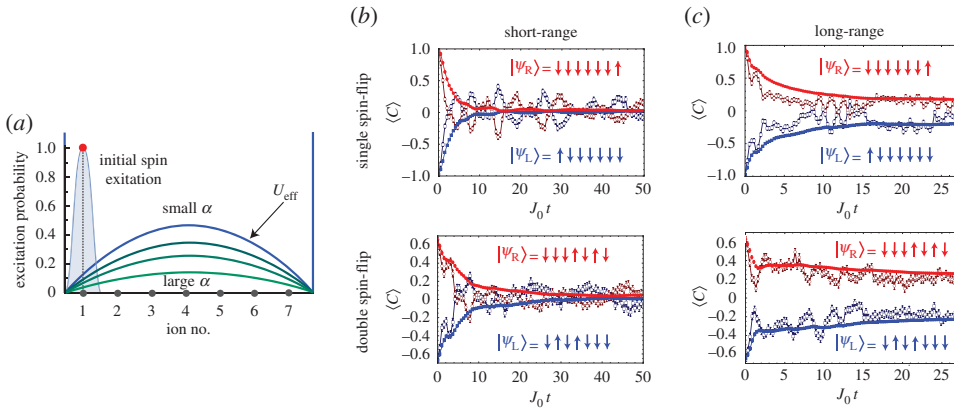 (a)
excitation probability
1.0
0.8
0.6
0.4
0.2
0
initial spin
exitation
U_eff
small α
large α
1 2 3 4 5 6 7
ion no.
(b)
short-range
single spin-flip
⟨C⟩
1.0
0.5
0
−0.5
−1.0
|ψ_R⟩ = ↓↓↓↓↓↓↑
|ψ_L⟩ = ↑↓↓↓↓↓↓
0 10 20 30 40 50
J_0 t
double spin-flip
⟨C⟩
0.6
0.4
0.2
0
−0.2
−0.4
−0.6
|ψ_R⟩ = ↓↓↓↑↓↑↓
|ψ_L⟩ = ↓↑↓↑↓↓↓
0 10 20 30 40 50
J_0 t
(c)
long-range
⟨C⟩
1.0
0.5
0
−0.5
−1.0
|ψ_R⟩ = ↓↓↓↓↓↓↑
|ψ_L⟩ = ↑↓↓↓↓↓↓
0 5 10 15 20 25
J_0 t
⟨C⟩
0.6
0.4
0.2
0
−0.2
−0.4
−0.6
|ψ_R⟩ = ↓↓↓↑↓↑↓
|ψ_L⟩ = ↓↑↓↑↓↓↓
0 5 10 15 20 25
J_0 t